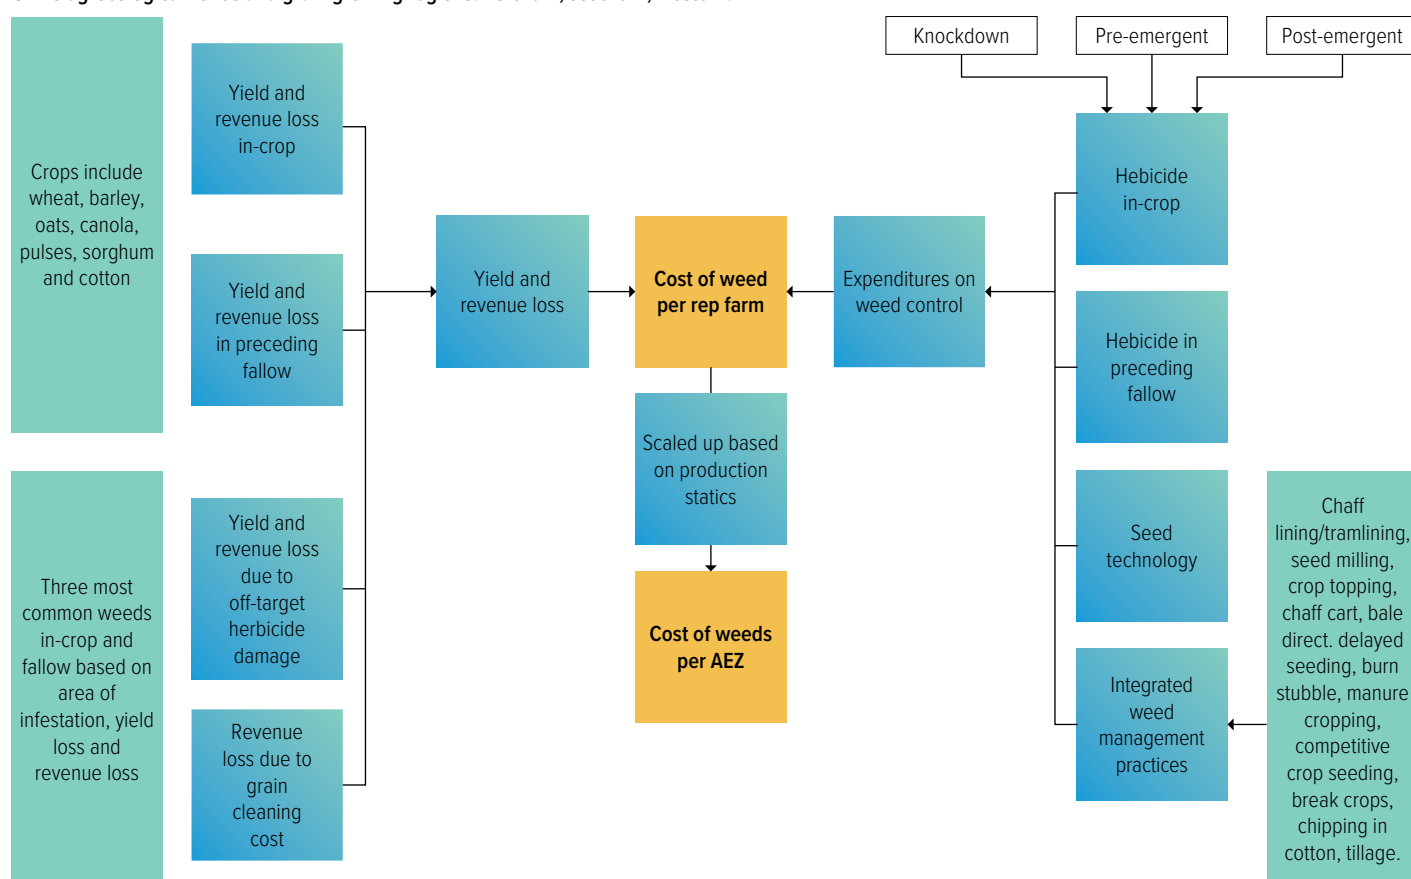 Knockdown
Pre-emergent
Post-emergent
Crops include
wheat, barley,
oats, canola,
pulses, sorghum
and cotton
Three most
common weeds
in-crop and
fallow based on
area of
infestation, yield
loss and
revenue loss
Yield and
revenue loss
in-crop
Yield and
revenue loss
in preceding
fallow
Yield and
revenue loss
due to
off-target
herbicide
damage
Revenue
loss due to
grain
cleaning
cost
Yield and
revenue loss
Cost of weed
per rep farm
Scaled up based
on production
statics
Cost of weeds
per AEZ
Expenditures on
weed control
Hebicide
in-crop
Hebicide in
preceding
fallow
Seed
technology
Integrated
weed
management
practices
Chaff
lining/tramlining,
seed milling,
crop topping,
chaff cart, bale
direct. delayed
seeding, burn
stubble, manure
cropping,
competitive
crop seeding,
break crops,
chipping in
cotton, tillage.